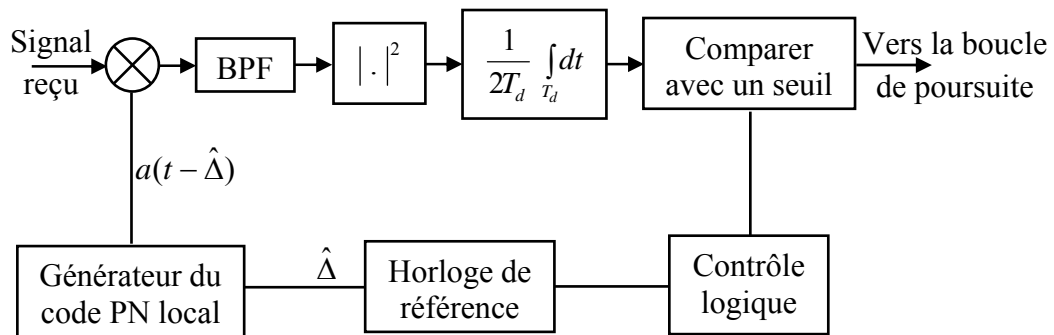 Signal
reçu
BPF
| . |²
1/(2T_d) ∫_{T_d} dt
Comparer
avec un seuil
Vers la boucle
de poursuite
a(t − Δ̂)
Générateur du
code PN local
Δ̂
Horloge de
référence
Contrôle
logique